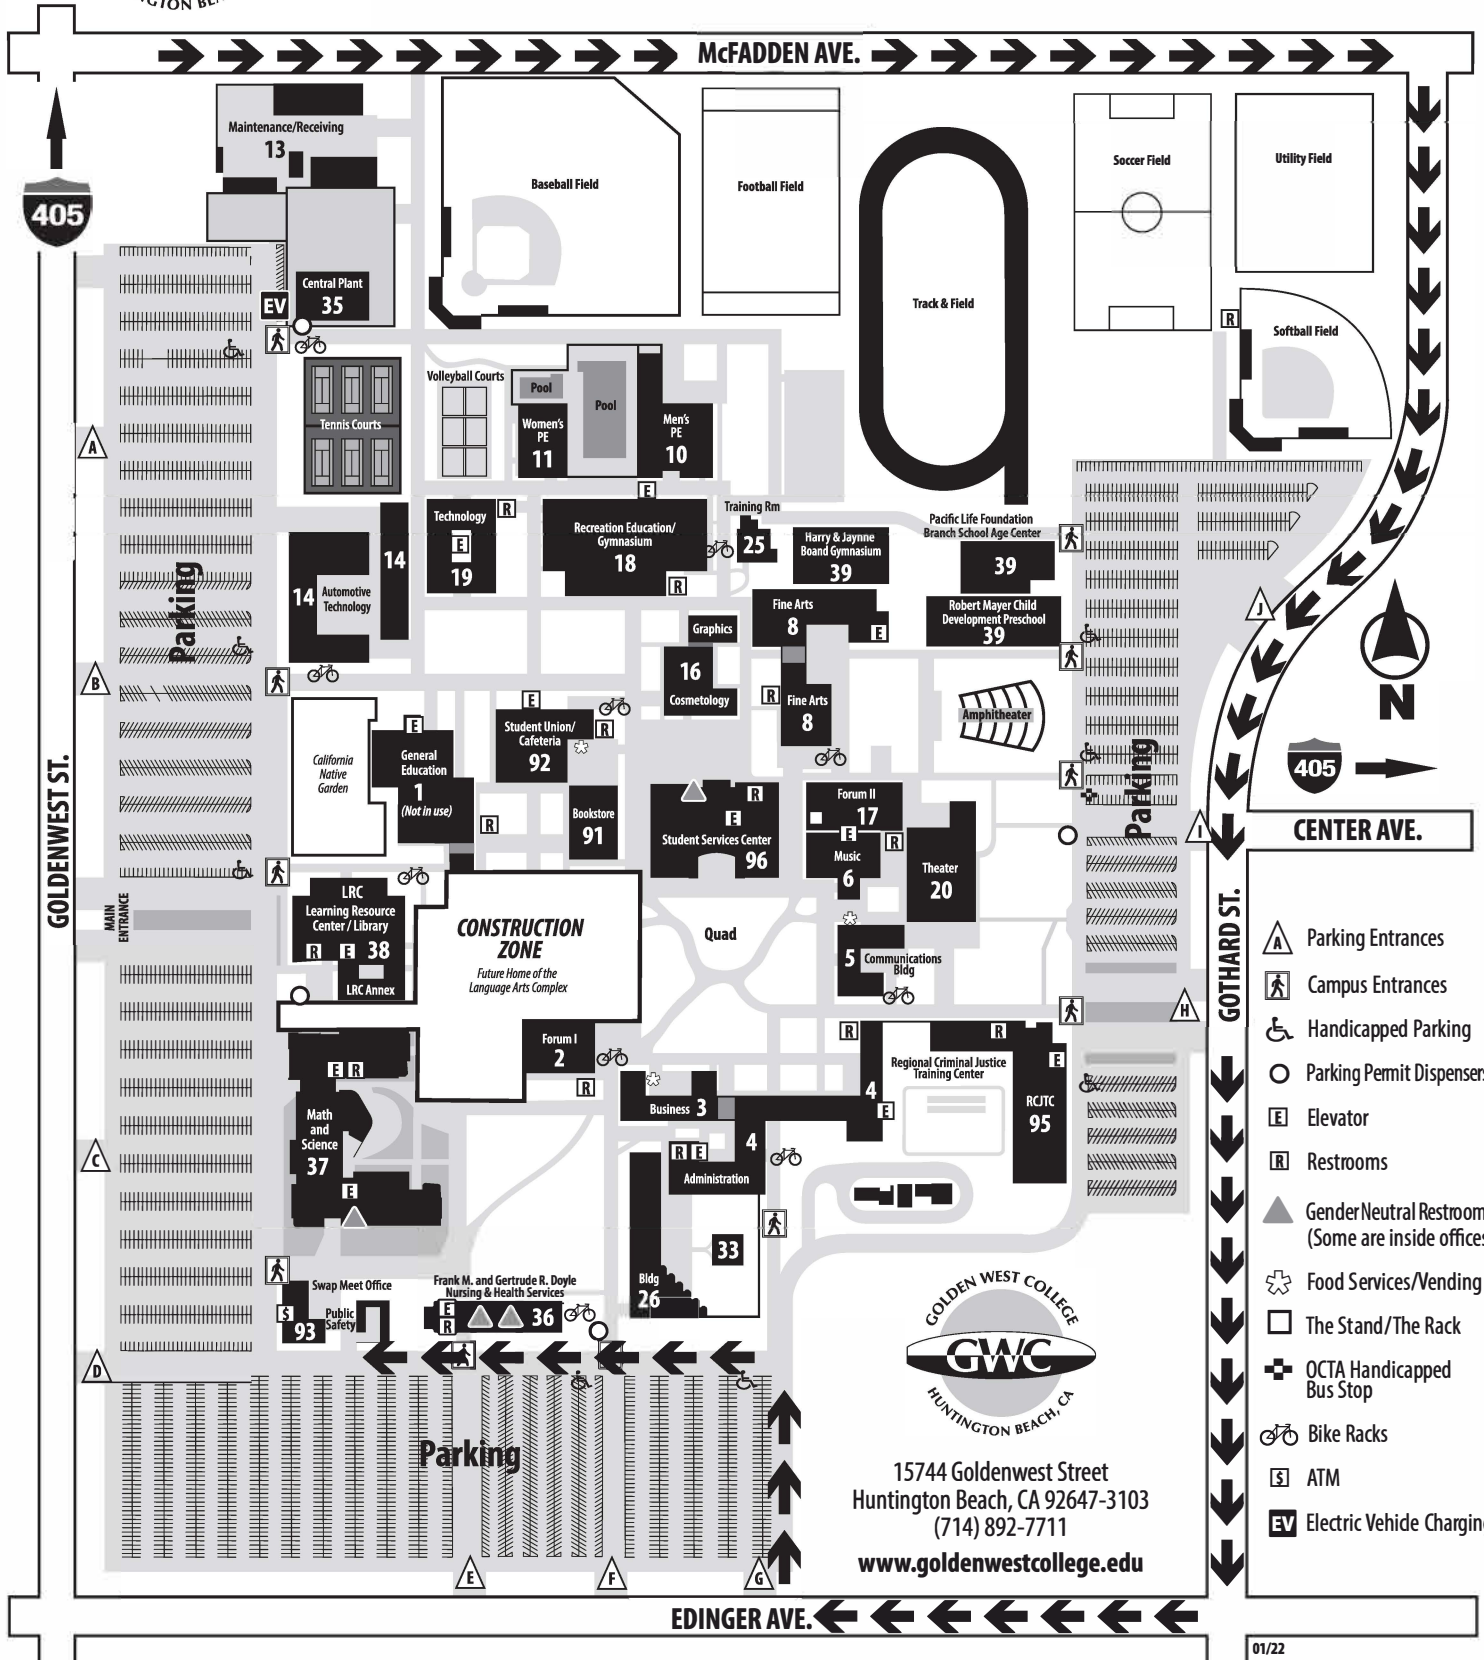 McFADDEN AVE.
Maintenance/Receiving
13
405
Baseball Field
Football Field
Soccer Field
Utility Field
Central Plant
35
EV
Track & Field
R
Softball Field
Tennis Courts
Volleyball Courts
Pool
Pool
Women's
PE
11
Men's
PE
10
A
E
Technology
E
19
R
Recreation Education/
Gymnasium
18
R
Training Rm
25
Harry & Jaynne
Board Gymnasium
39
Pacific Life Foundation
Branch School Age Center
39
Robert Mayer Child
Development Preschool
39
14
14
Automotive
Technology
Parking
Graphics
16
Cosmetology
Fine Arts
8
E
R
Fine Arts
8
J
N
B
Amphitheater
405
California
Native
Garden
E
General
Education
1
(Not in use)
E
Student Union/
Cafeteria
92
R
R
Bookstore
91
R
E
Student Services Center
96
Forum II
17
E
Music
6
R
Theater
20
Parking
I
CENTER AVE.
GOLDENWEST ST.
MAIN
ENTRANCE
LRC
Learning Resource
Center / Library
R E 38
LRC Annex
CONSTRUCTION
ZONE
Future Home of the
Language Arts Complex
Quad
5
Communications
Bldg
H
GOTHARD ST.
A Parking Entrances
Campus Entrances
Handicapped Parking
Parking Permit Dispensers
E Elevator
R Restrooms
Gender Neutral Restroom
(Some are inside offices
Food Services/Vending
The Stand/The Rack
OCTA Handicapped
Bus Stop
Bike Racks
$ ATM
EV Electric Vehicle Charging
Forum I
2
R
E R
Math
and
Science
37
E
C
Business 3
R E
4
Administration
R
R
Regional Criminal Justice
Training Center
4
E
E
RCJTC
95
33
Bldg
26
Swap Meet Office
$
93
Public
Safety
Frank M. and Gertrude R. Doyle
Nursing & Health Services
E
R
36
D
Parking
E
F
G
GOLDEN WEST COLLEGE
GWC
HUNTINGTON BEACH, CA
15744 Goldenwest Street
Huntington Beach, CA 92647-3103
(714) 892-7711
www.goldenwestcollege.edu
EDINGER AVE.
01/22